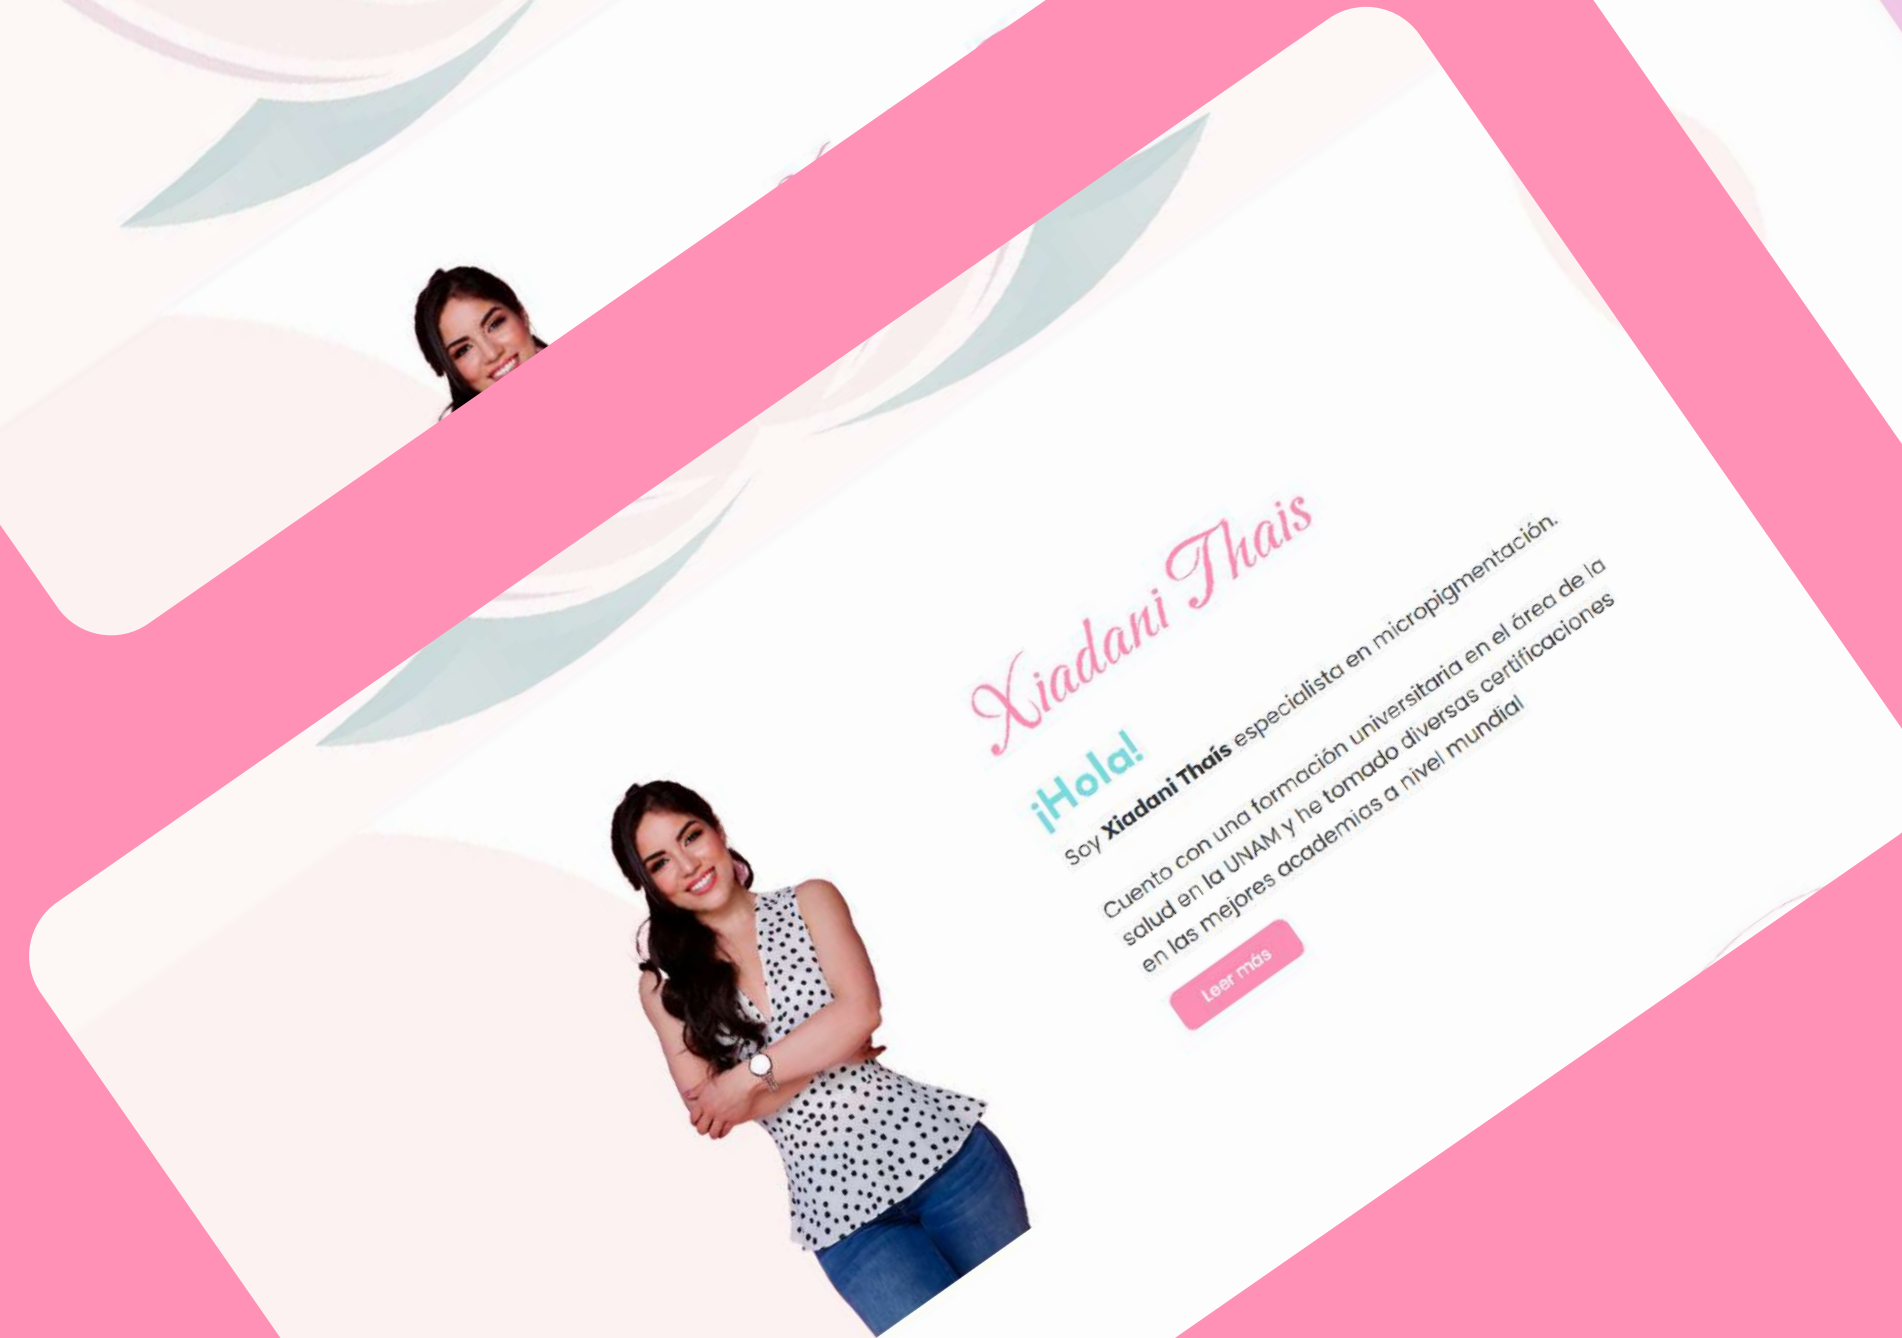 Xiadani Thais
¡Hola!
Soy Xiadani Thaís especialista en micropigmentación.
Cuento con una formación universitaria en el área de la
salud en la UNAM y he tomado diversas certificaciones
en las mejores academias a nivel mundial
Leer más